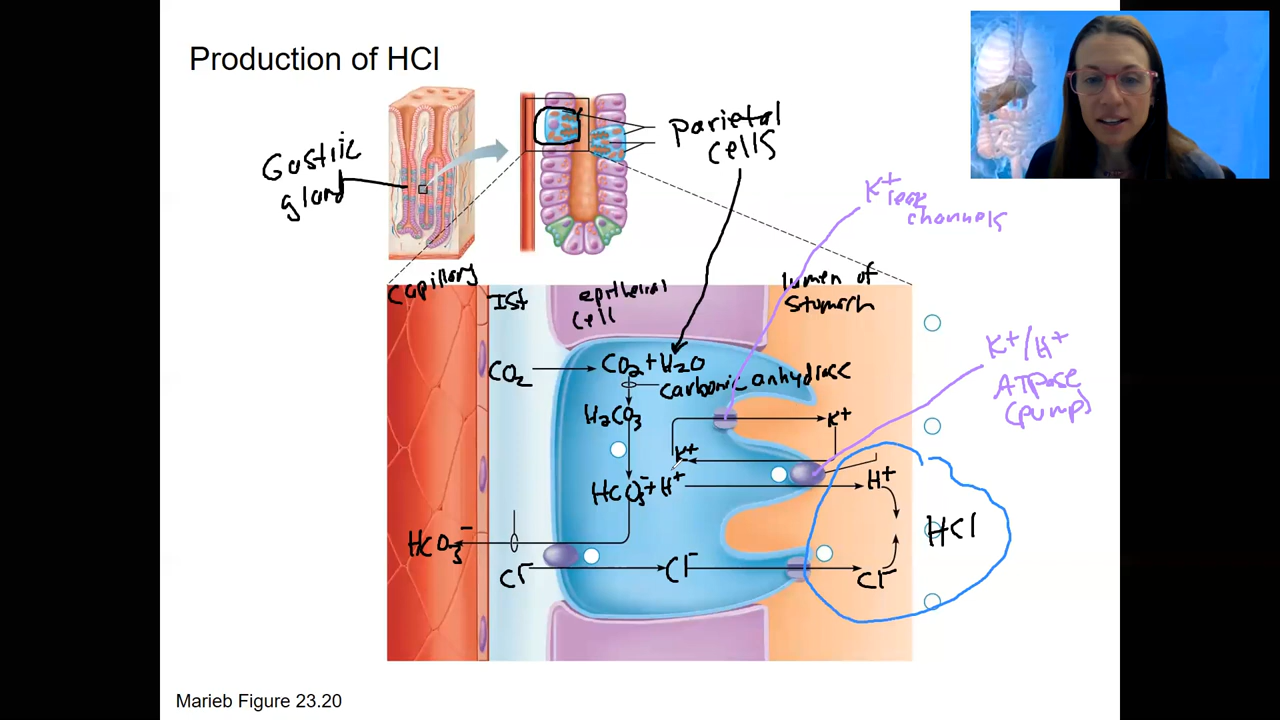 Production of HCl
Gastric
gland
parietal
cells
K+ leak
channels
Capillary
ISF
epithelial
cell
lumen of
stomach
CO2
CO2 + H2O
carbonic anhydrase
K+/H+
ATPase
(pump)
H2CO3
K+
K+
HCO3- + H+
H+
HCO3-
HCl
Cl-
Cl-
Cl-
Marieb Figure 23.20